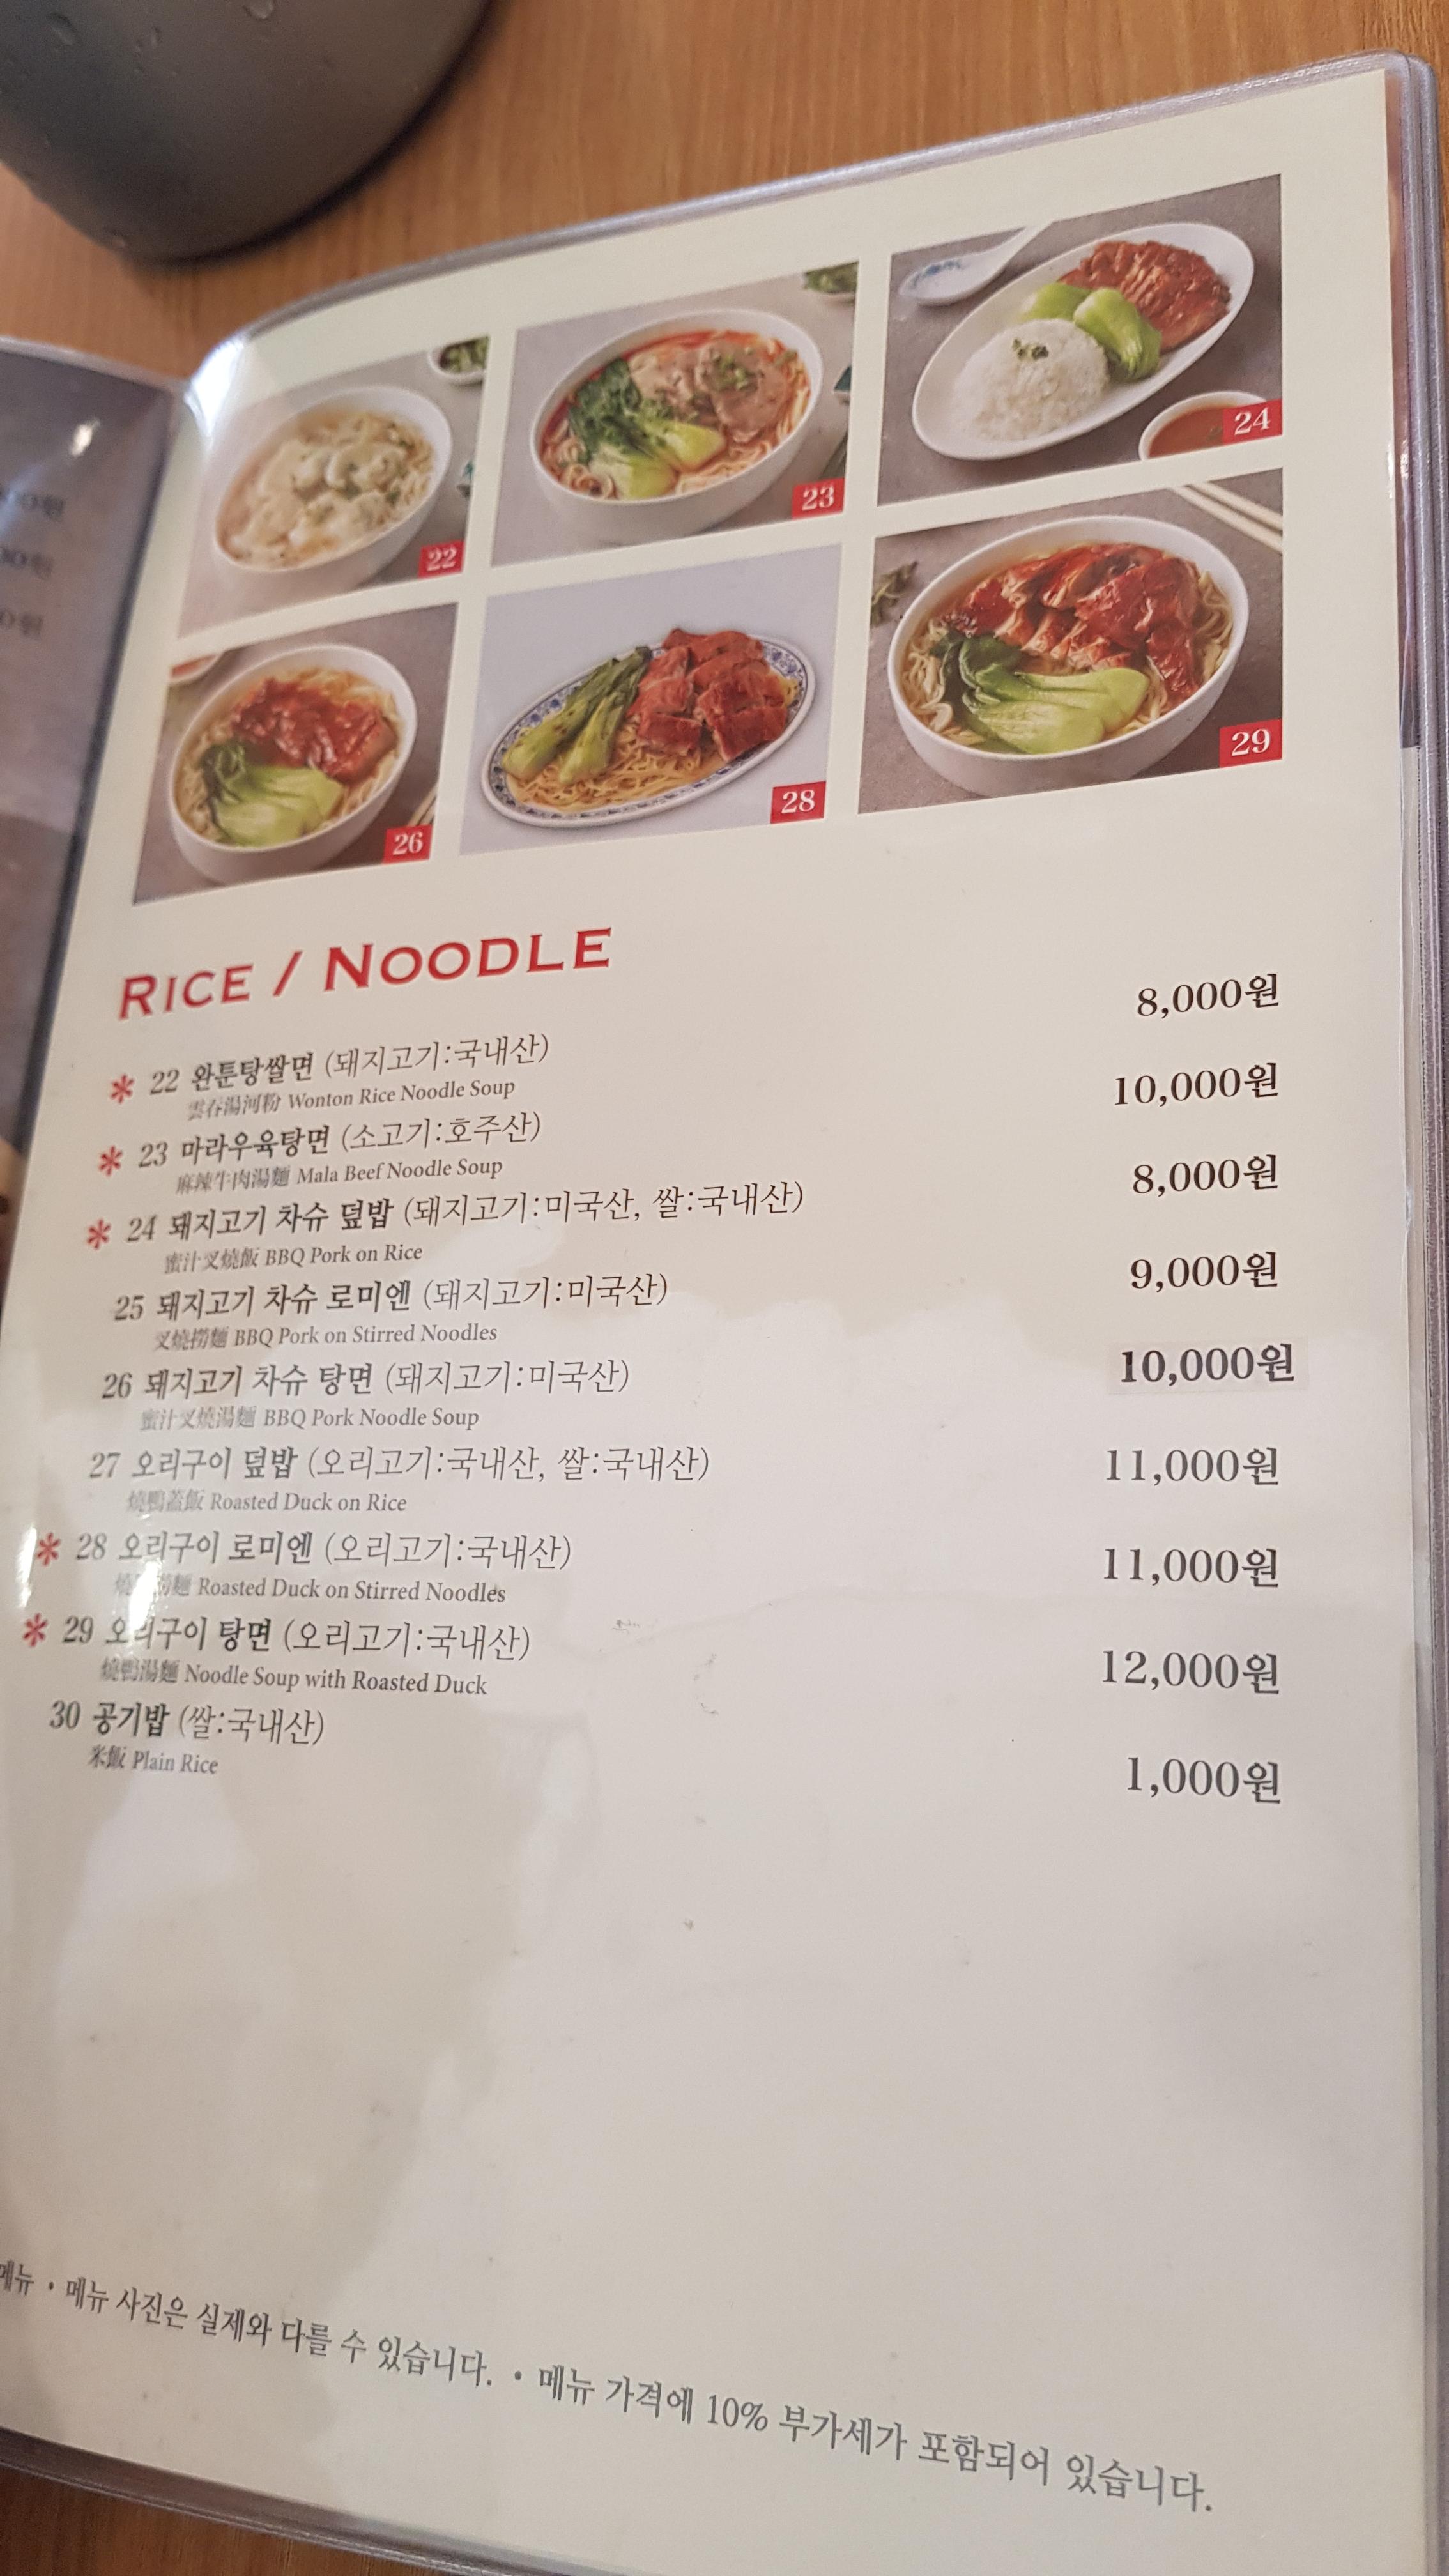 22
23
24
26
28
29
RICE / NOODLE
* 22 완툰탕쌀면 (돼지고기:국내산) 8,000원
雲吞湯河粉 Wonton Rice Noodle Soup
* 23 마라우육탕면 (소고기:호주산) 10,000원
麻辣牛肉湯麵 Mala Beef Noodle Soup
* 24 돼지고기 차슈 덮밥 (돼지고기:미국산, 쌀:국내산) 8,000원
蜜汁叉燒飯 BBQ Pork on Rice
25 돼지고기 차슈 로미엔 (돼지고기:미국산) 9,000원
叉燒撈麵 BBQ Pork on Stirred Noodles
26 돼지고기 차슈 탕면 (돼지고기:미국산) 10,000원
蜜汁叉燒湯麵 BBQ Pork Noodle Soup
27 오리구이 덮밥 (오리고기:국내산, 쌀:국내산) 11,000원
燒鴨蓋飯 Roasted Duck on Rice
* 28 오리구이 로미엔 (오리고기:국내산) 11,000원
Roasted Duck on Stirred Noodles
* 29 오리구이 탕면 (오리고기:국내산) 12,000원
燒鴨湯麵 Noodle Soup with Roasted Duck
30 공기밥 (쌀:국내산) 1,000원
米飯 Plain Rice
메뉴 • 메뉴 사진은 실제와 다를 수 있습니다. • 메뉴 가격에 10% 부가세가 포함되어 있습니다.